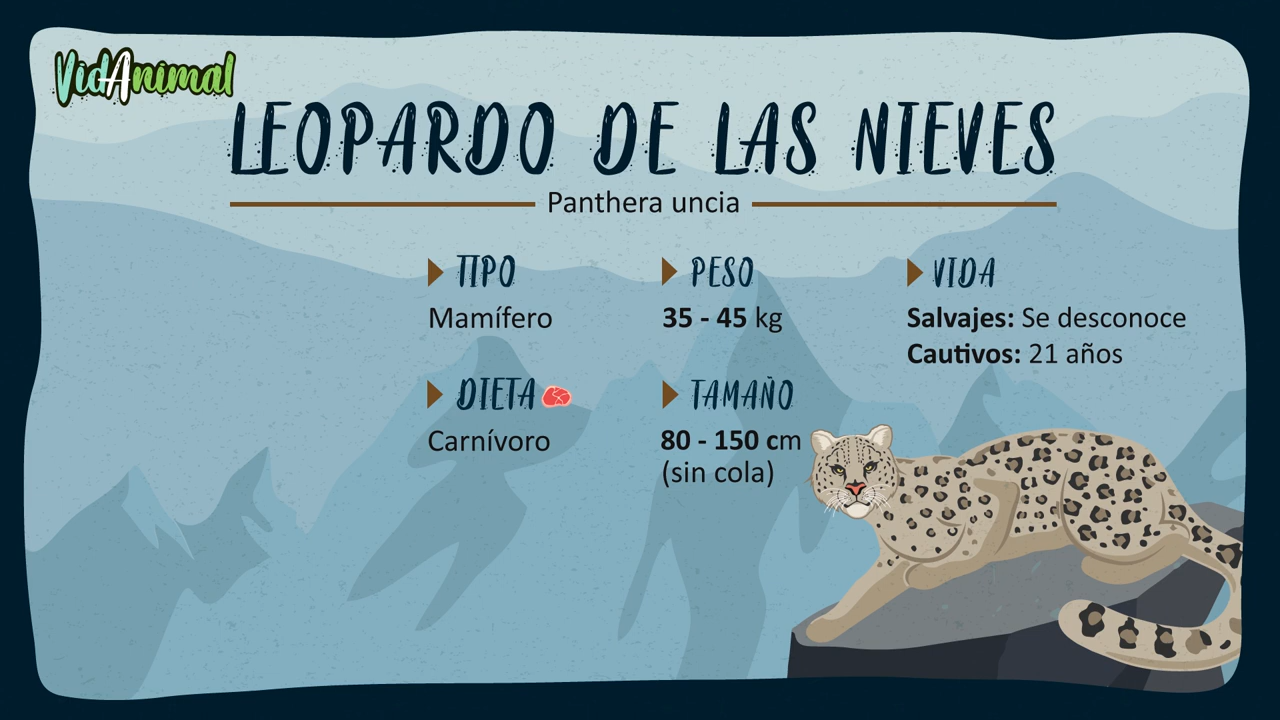 VidAnimal
LEOPARDO DE LAS NIEVES
Panthera uncia
TIPO
Mamífero
PESO
35 - 45 kg
VIDA
Salvajes: Se desconoce
Cautivos: 21 años
DIETA
Carnívoro
TAMAÑO
80 - 150 cm
(sin cola)